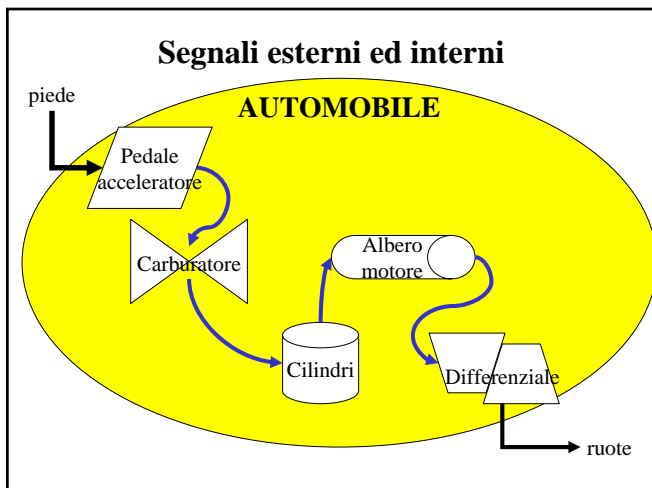 Segnali esterni ed interni
piede
AUTOMOBILE
Pedale
acceleratore
Carburatore
Albero
motore
Cilindri
Differenziale
ruote